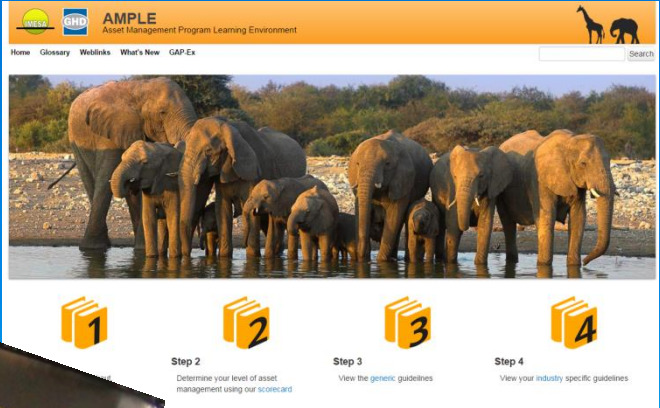 IMESA
GHD
AMPLE
Asset Management Program Learning Environment
Home Glossary Weblinks What's New GAP-Ex
Search
1
2
3
4
Step 2
Step 3
Step 4
Determine your level of asset
management using our scorecard
View the generic guidelines
View your industry specific guidelines